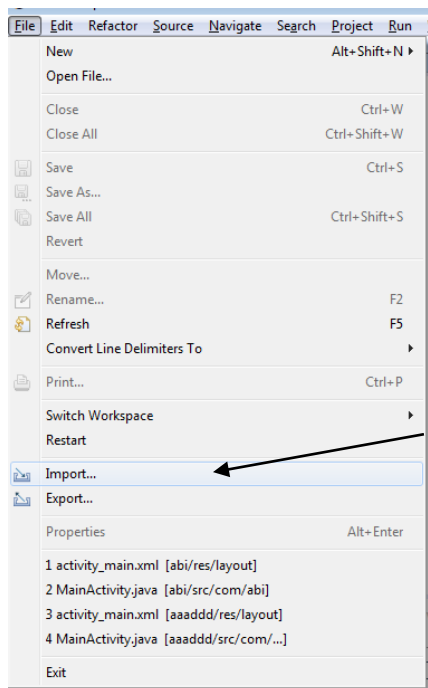 File Edit Refactor Source Navigate Search Project Run
New Alt+Shift+N
Open File...
Close Ctrl+W
Close All Ctrl+Shift+W
Save Ctrl+S
Save As...
Save All Ctrl+Shift+S
Revert
Move...
Rename... F2
Refresh F5
Convert Line Delimiters To
Print... Ctrl+P
Switch Workspace
Restart
Import...
Export...
Properties Alt+Enter
1 activity_main.xml [abi/res/layout]
2 MainActivity.java [abi/src/com/abi]
3 activity_main.xml [aaaddd/res/layout]
4 MainActivity.java [aaaddd/src/com/...]
Exit